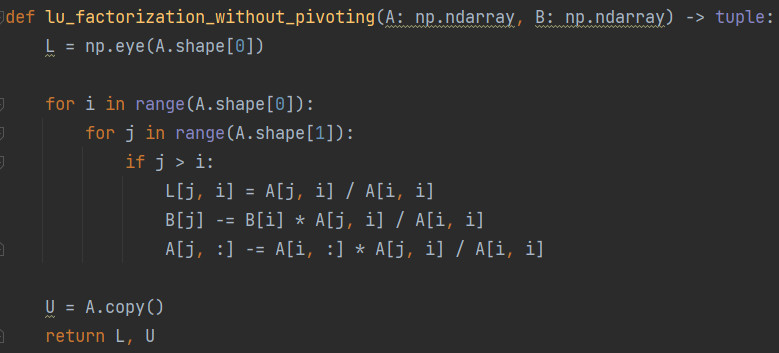 def lu_factorization_without_pivoting(A: np.ndarray, B: np.ndarray) -> tuple:
    L = np.eye(A.shape[0])

    for i in range(A.shape[0]):
        for j in range(A.shape[1]):
            if j > i:
                L[j, i] = A[j, i] / A[i, i]
                B[j] -= B[i] * A[j, i] / A[i, i]
                A[j, :] -= A[i, :] * A[j, i] / A[i, i]

    U = A.copy()
    return L, U